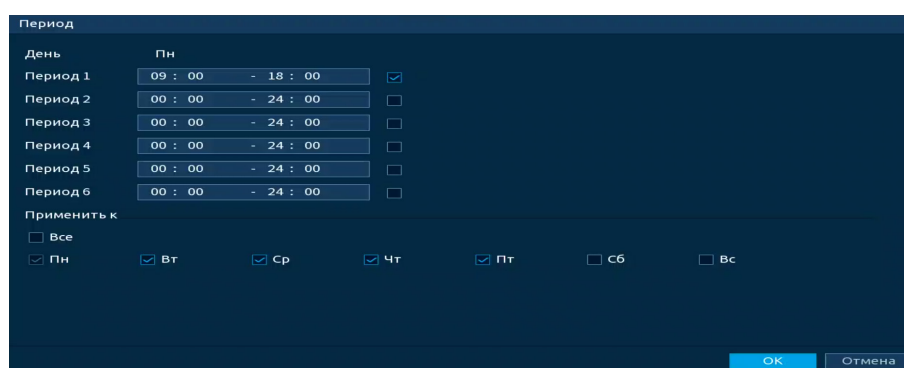 Период
День Пн
Период 1 09 : 00 - 18 : 00
Период 2 00 : 00 - 24 : 00
Период 3 00 : 00 - 24 : 00
Период 4 00 : 00 - 24 : 00
Период 5 00 : 00 - 24 : 00
Период 6 00 : 00 - 24 : 00
Применить к
Все
Пн Вт Ср Чт Пт Сб Вс
ОК Отмена